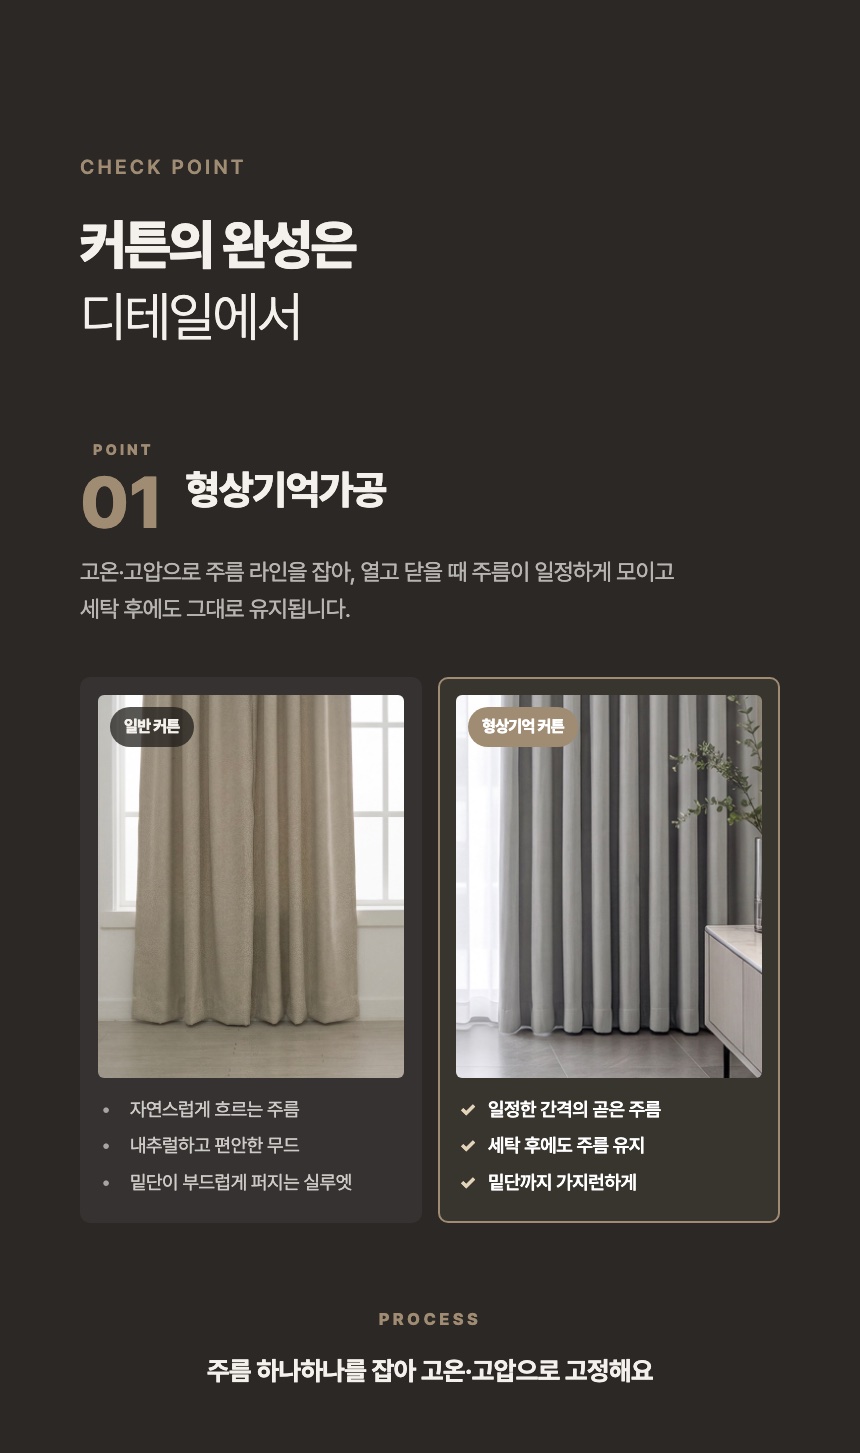 CHECK POINT
커튼의 완성은
디테일에서
POINT
01 형상기억가공
고온·고압으로 주름 라인을 잡아, 열고 닫을 때 주름이 일정하게 모이고
세탁 후에도 그대로 유지됩니다.
일반 커튼
• 자연스럽게 흐르는 주름
• 내추럴하고 편안한 무드
• 밑단이 부드럽게 퍼지는 실루엣
형상기억 커튼
✔ 일정한 간격의 곧은 주름
✔ 세탁 후에도 주름 유지
✔ 밑단까지 가지런하게
PROCESS
주름 하나하나를 잡아 고온·고압으로 고정해요